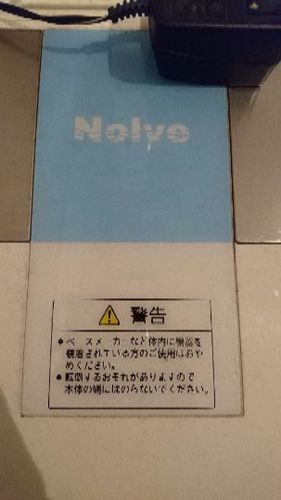 Nolvo
警告
●ペースメーカーなど体内に機器を
装着されている方のご使用はおや
めください。
●転倒するおそれがありますので
本体の端にはのらないでください。